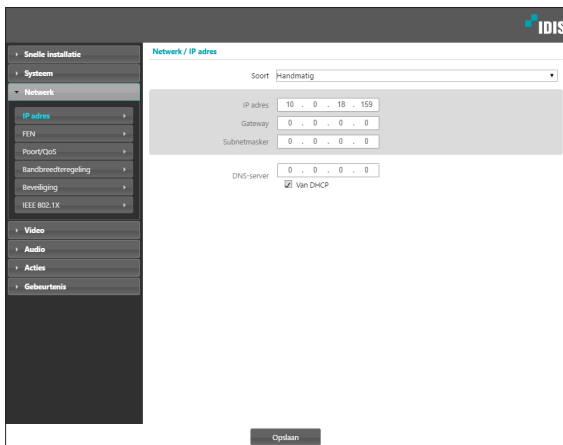 IDIS
Snelle installatie
Systeem
Netwerk
IP adres
FEN
Poort/QoS
Bandbreedteregeling
Beveiliging
IEEE 802.1X
Video
Audio
Acties
Gebeurtenis
Netwerk / IP adres
Soort Handmatig
IP adres 10 . 0 . 18 . 159
Gateway 0 . 0 . 0 . 0
Subnetmasker 0 . 0 . 0 . 0
DNS-server 0 . 0 . 0 . 0
Van DHCP
Opslaan